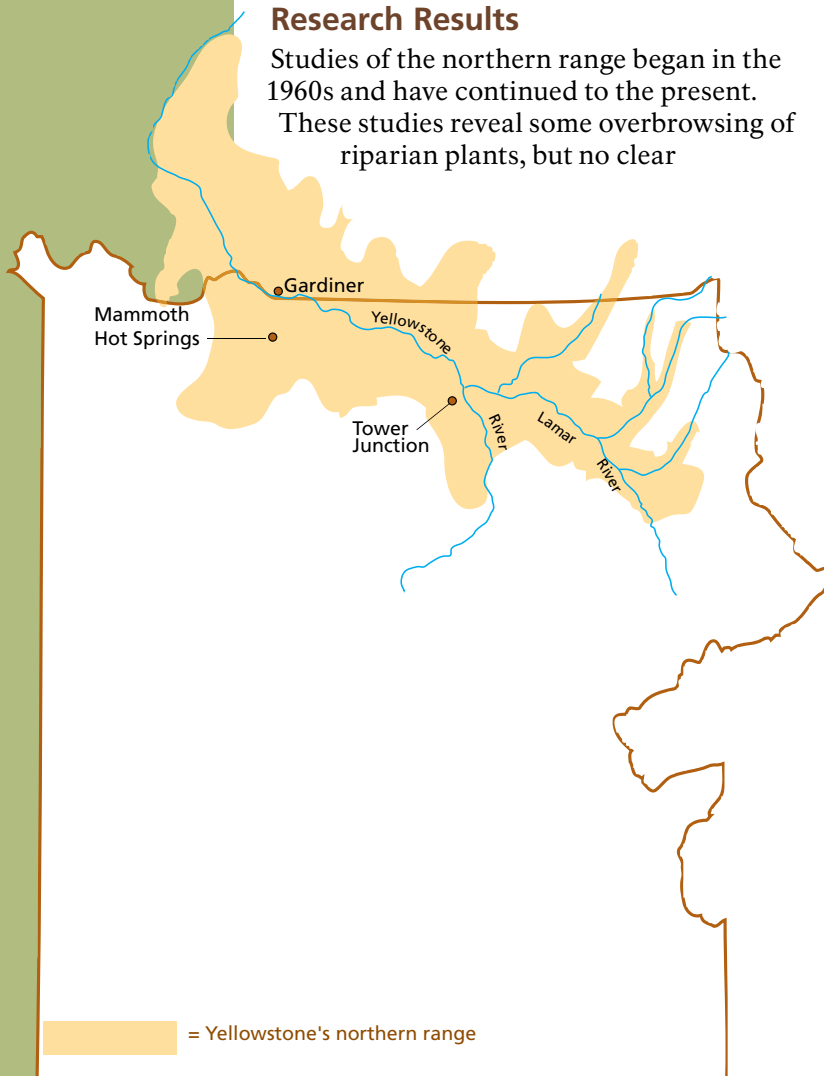 Research Results
Studies of the northern range began in the
1960s and have continued to the present.
These studies reveal some overbrowsing of
riparian plants, but no clear
Gardiner
Mammoth
Hot Springs
Yellowstone
River
Tower
Junction
Lamar
River
= Yellowstone's northern range